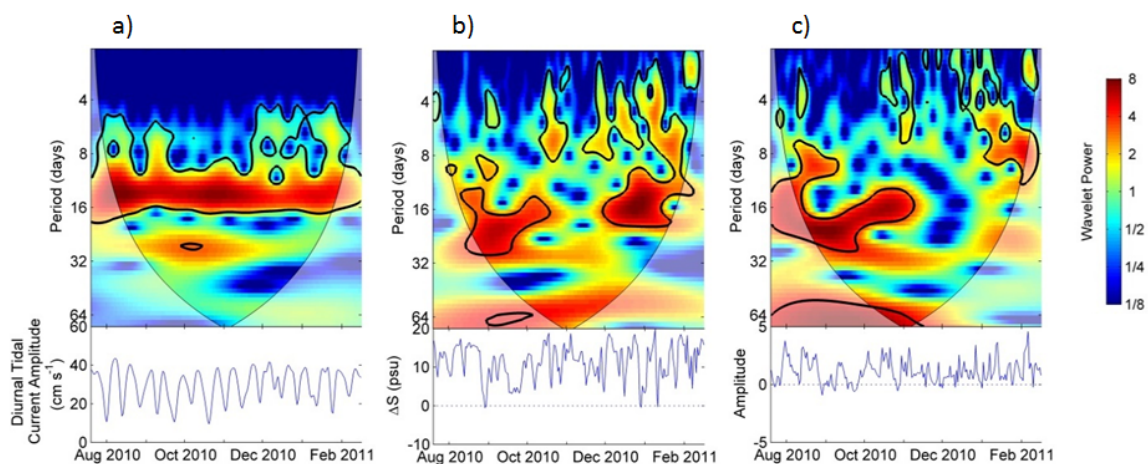 a)
b)
c)
Period (days)
4
8
16
32
64
Period (days)
4
8
16
32
64
Period (days)
4
8
16
32
64
Wavelet Power
8
4
2
1
1/2
1/4
1/8
Diurnal Tidal
Current Amplitude
(cm s-1)
60
40
20
0
ΔS (psu)
20
10
0
-10
Amplitude
5
0
-5
Aug 2010 Oct 2010 Dec 2010 Feb 2011
Aug 2010 Oct 2010 Dec 2010 Feb 2011
Aug 2010 Oct 2010 Dec 2010 Feb 2011